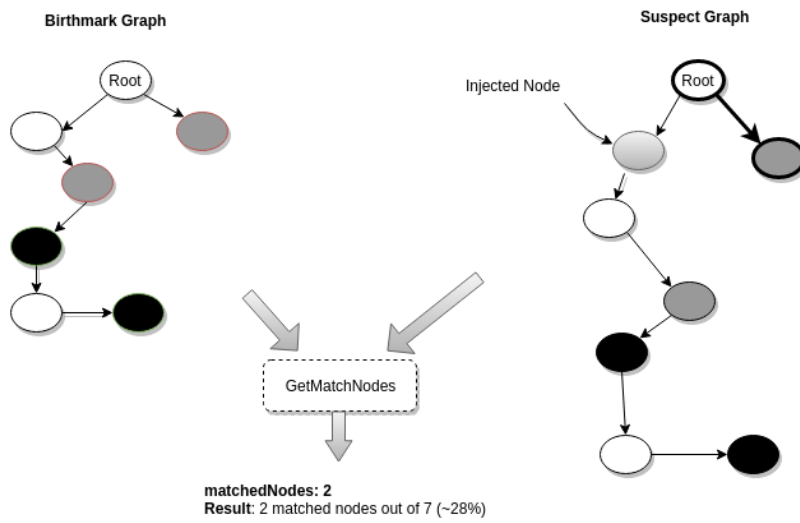 Birthmark Graph
Suspect Graph
Root
Root
Injected Node
GetMatchNodes
matchedNodes: 2
Result: 2 matched nodes out of 7 (~28%)